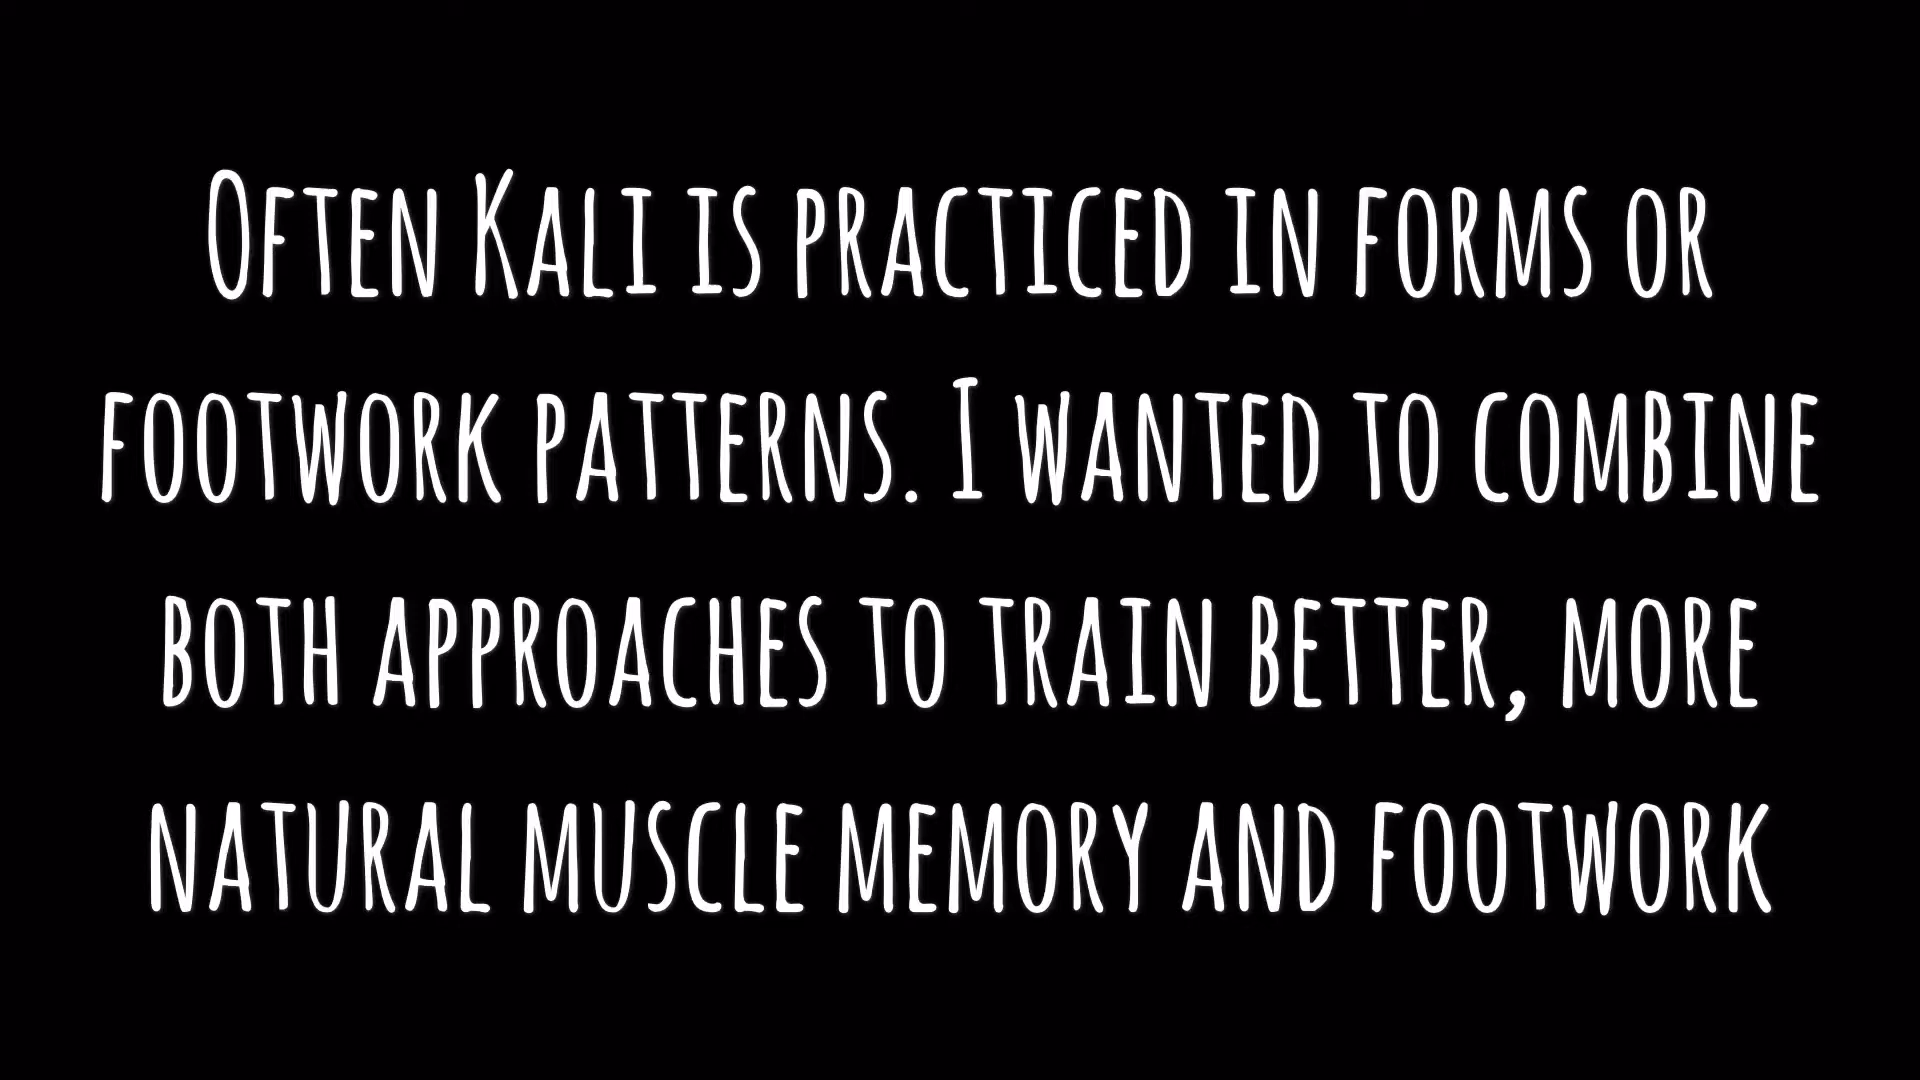 Often Kali is practiced in forms or
footwork patterns. I wanted to combine
both approaches to train better, more
natural muscle memory and footwork